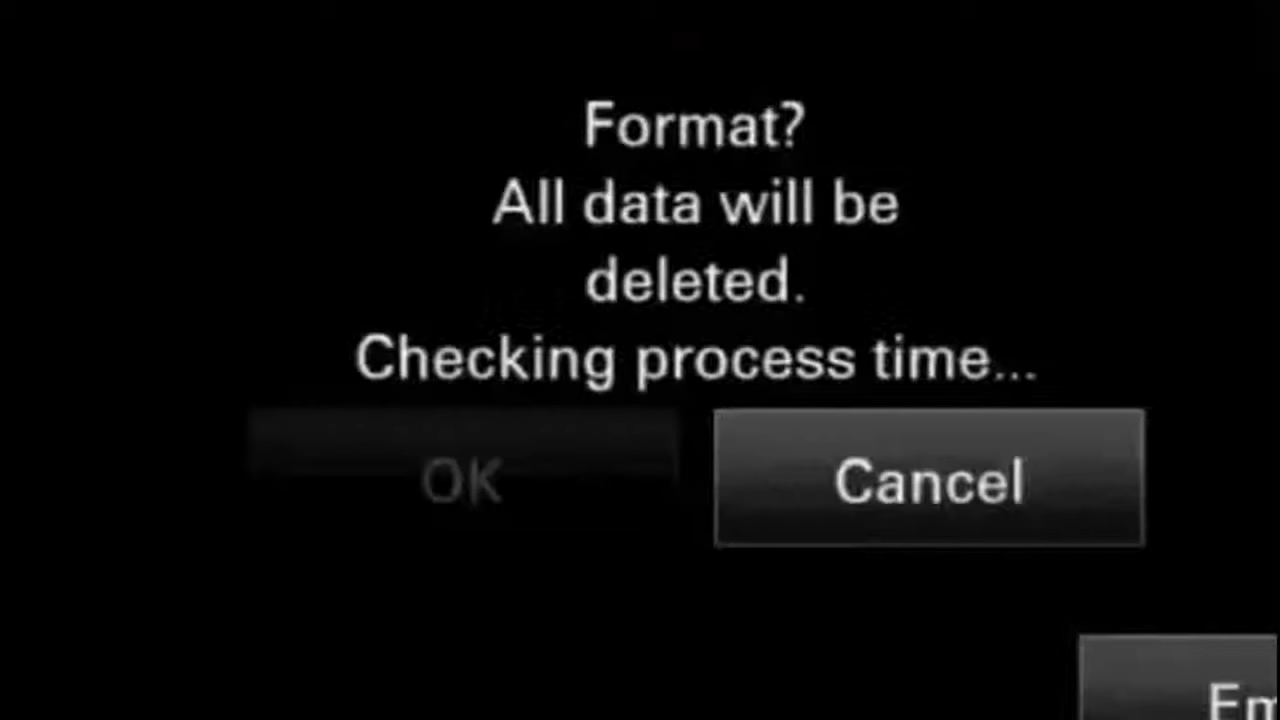 Format?
All data will be
deleted.
Checking process time...
OK
Cancel